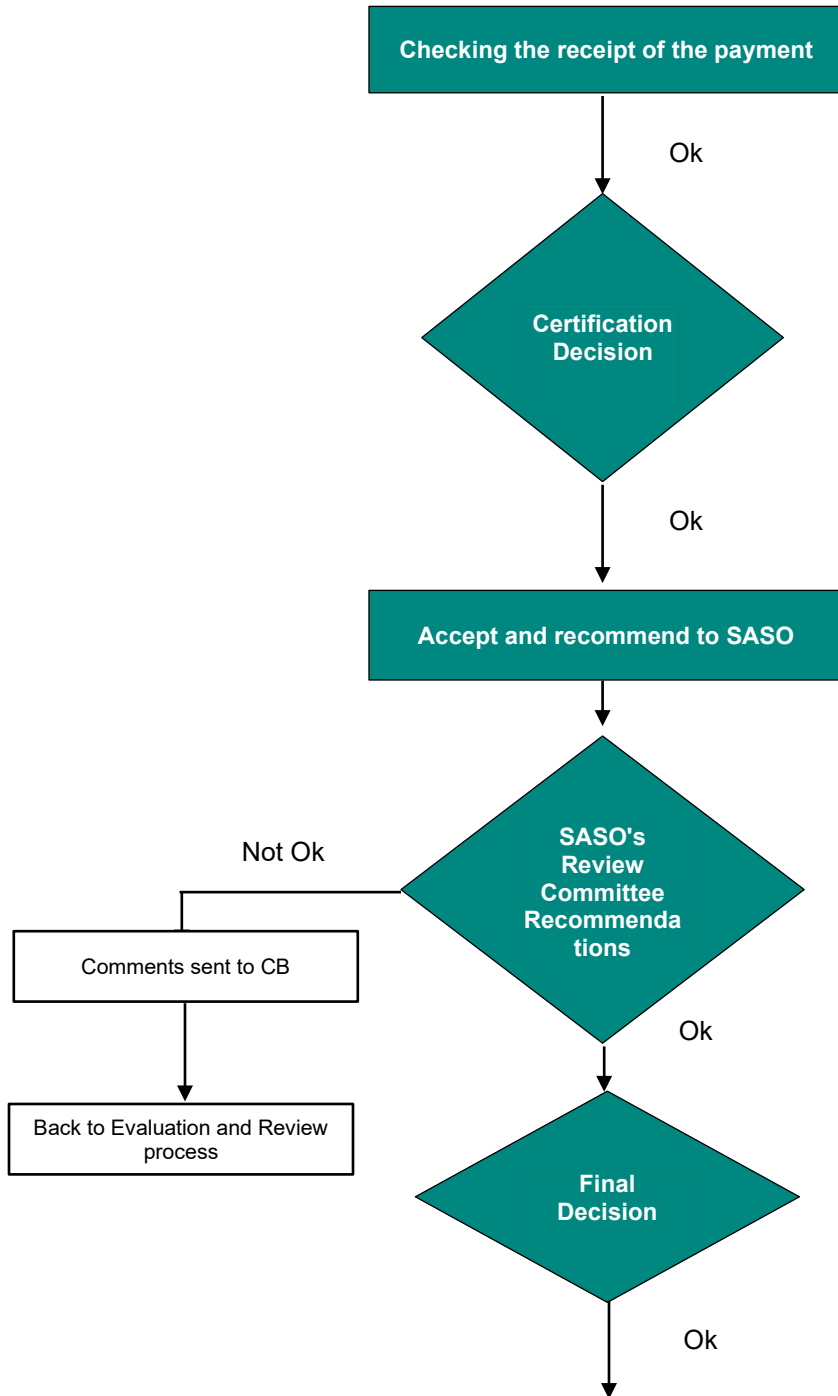 Checking the receipt of the payment
Ok
Certification
Decision
Ok
Accept and recommend to SASO
SASO's
Review
Committee
Recommenda
tions
Not Ok
Comments sent to CB
Back to Evaluation and Review
process
Ok
Final
Decision
Ok